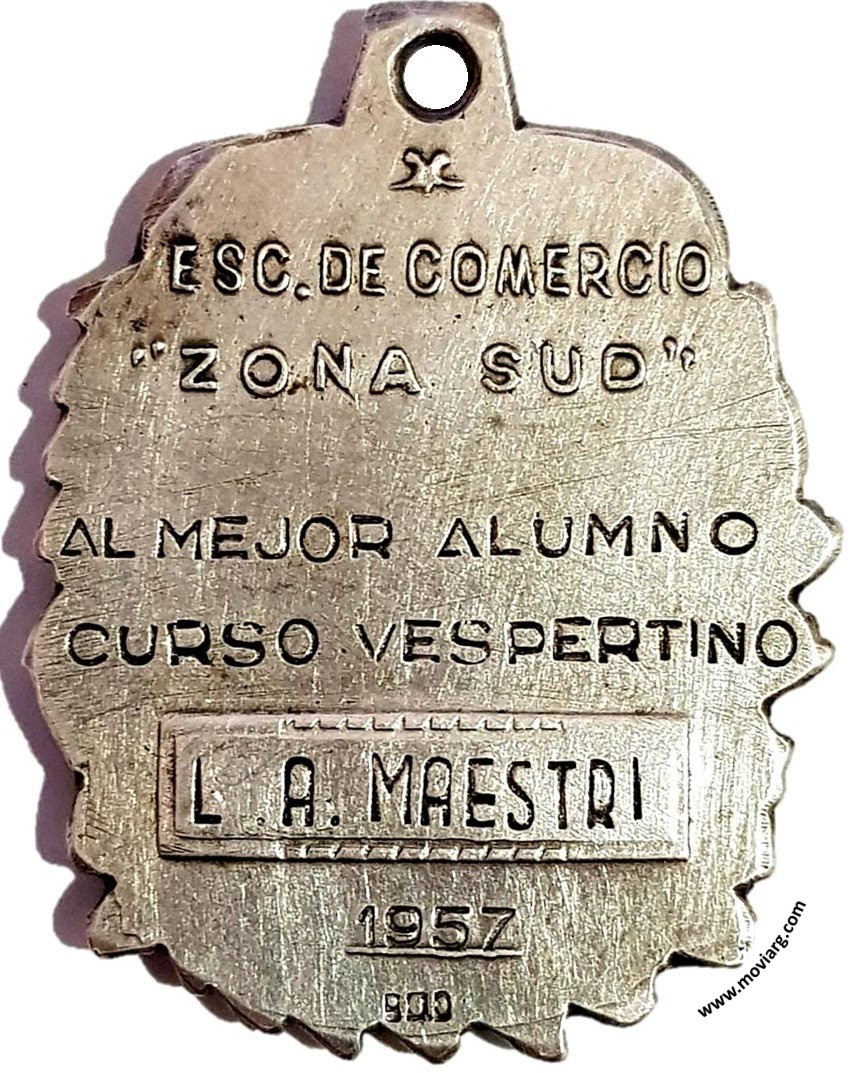 ESC. DE COMERCIO
"ZONA SUD"
AL MEJOR ALUMNO
CURSO VESPERTINO
L. A. MAESTRI
1957
900
www.moviarg.com